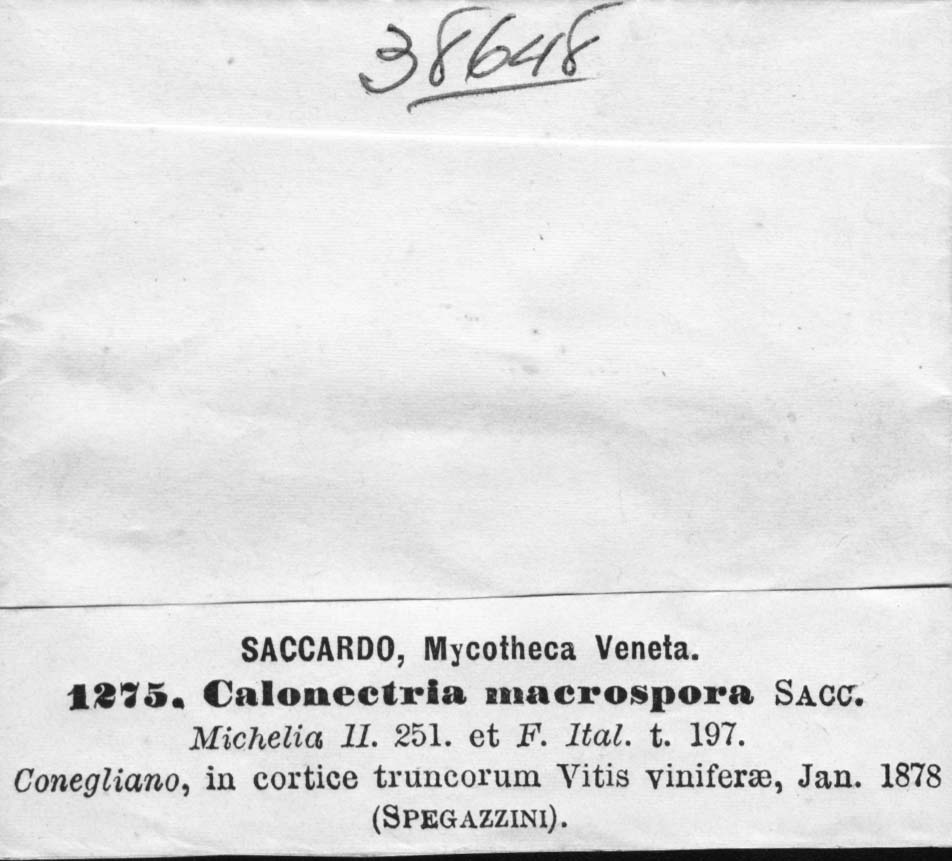 38648
SACCARDO, Mycotheca Veneta.
1275. Calonectria macrospora SACC.
Michelia II. 251. et F. Ital. t. 197.
Conegliano, in cortice truncorum Vitis viniferæ, Jan. 1878
(SPEGAZZINI).